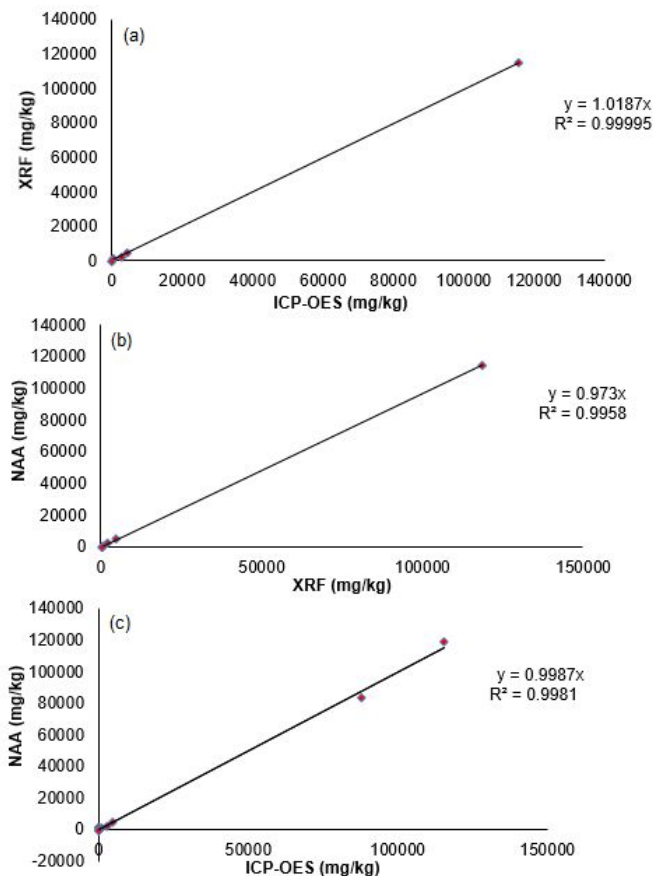 (a)
140000
120000
100000
80000
60000
40000
20000
0
XRF (mg/kg)
y = 1.0187x
R² = 0.99995
0 20000 40000 60000 80000 100000 120000 140000
ICP-OES (mg/kg)
(b)
140000
120000
100000
80000
60000
40000
20000
0
NAA (mg/kg)
y = 0.973x
R² = 0.9958
0 50000 100000 150000
XRF (mg/kg)
(c)
140000
120000
100000
80000
60000
40000
20000
0
-20000
NAA (mg/kg)
y = 0.9987x
R² = 0.9981
0 50000 100000 150000
ICP-OES (mg/kg)